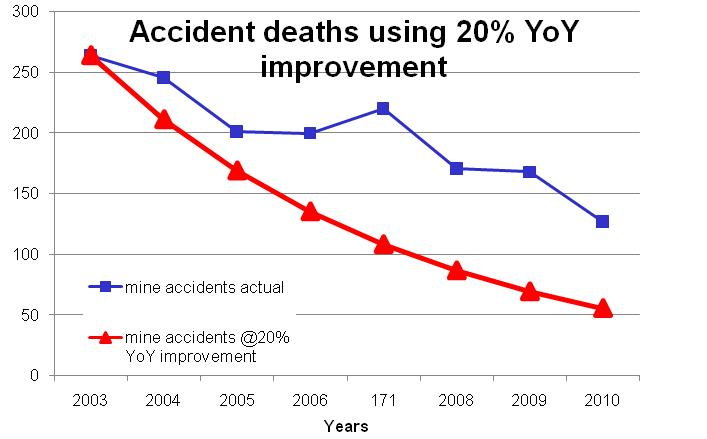 Accident deaths using 20% YoY
improvement
300
250
200
150
100
50
0
mine accidents actual
mine accidents @20%
YoY improvement
2003 2004 2005 2006 171 2008 2009 2010
Years